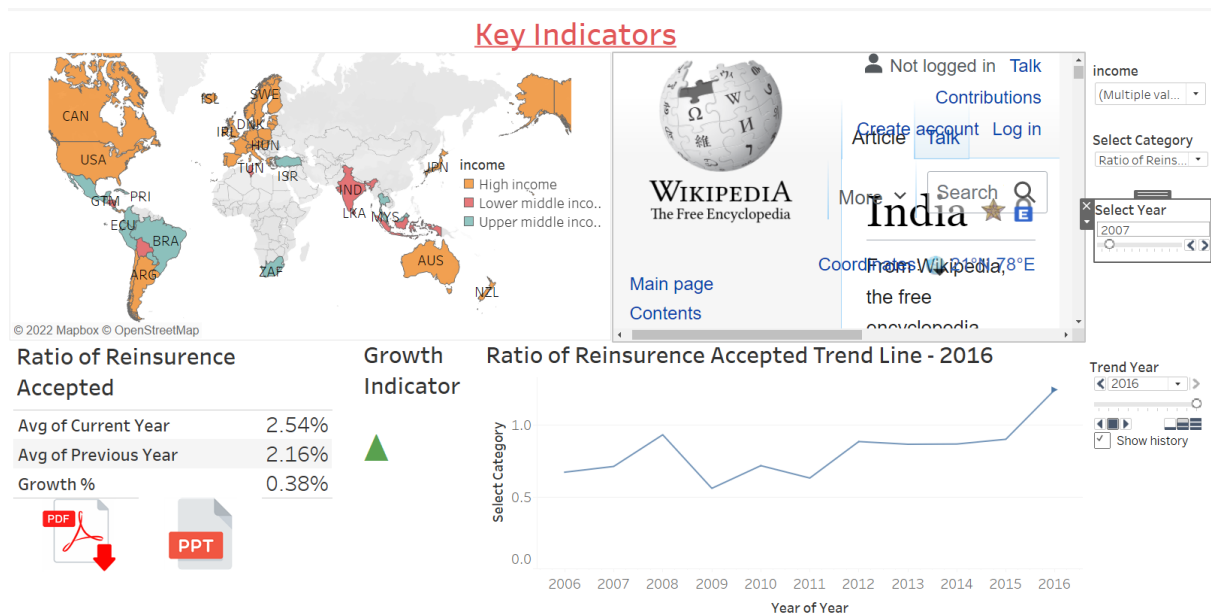 Key Indicators
CAN
USA
GTM
PRI
ECU
BRA
ARG
ISL
SWE
DNK
IRL
HUN
TUN
ISR
ZAF
IND
LKA
MYS
JPN
AUS
NZL
income
High income
Lower middle inco..
Upper middle inco..
© 2022 Mapbox © OpenStreetMap
WIKIPEDIA
The Free Encyclopedia
Main page
Contents
Not logged in Talk
Contributions
Create account Log in
Article Talk
More
Search
India
Coordinates: 21°N 78°E
From Wikipedia,
the free
encyclopedia
income
(Multiple val...
Select Category
Ratio of Reins...
Select Year
2007
Ratio of Reinsurence
Accepted
Avg of Current Year 2.54%
Avg of Previous Year 2.16%
Growth % 0.38%
PDF
PPT
Growth
Indicator
Ratio of Reinsurence Accepted Trend Line - 2016
Select Category
1.0
0.5
0.0
2006 2007 2008 2009 2010 2011 2012 2013 2014 2015 2016
Year of Year
Trend Year
2016
Show history